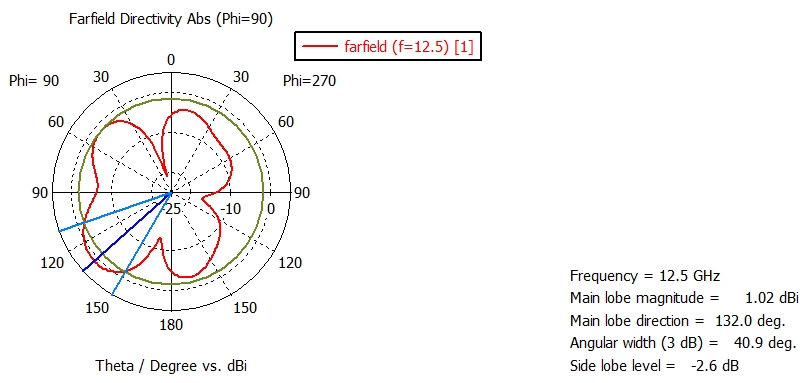 Farfield Directivity Abs (Phi=90)
farfield (f=12.5) [1]
Phi= 90
30
0
30
Phi=270
60
60
90
-25
-10
0
90
120
120
150
180
150
Theta / Degree vs. dBi
Frequency = 12.5 GHz
Main lobe magnitude = 1.02 dBi
Main lobe direction = 132.0 deg.
Angular width (3 dB) = 40.9 deg.
Side lobe level = -2.6 dB